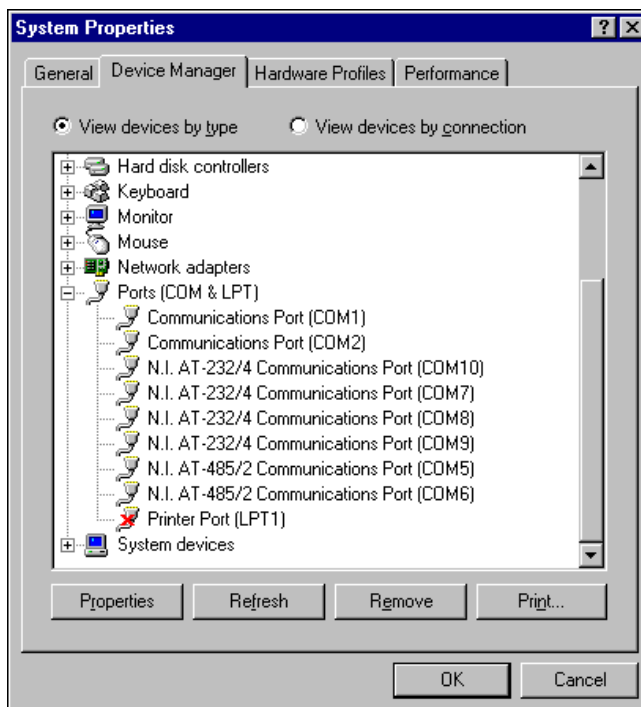 System Properties
General Device Manager Hardware Profiles Performance
View devices by type View devices by connection
Hard disk controllers
Keyboard
Monitor
Mouse
Network adapters
Ports (COM & LPT)
Communications Port (COM1)
Communications Port (COM2)
N.I. AT-232/4 Communications Port (COM10)
N.I. AT-232/4 Communications Port (COM7)
N.I. AT-232/4 Communications Port (COM8)
N.I. AT-232/4 Communications Port (COM9)
N.I. AT-485/2 Communications Port (COM5)
N.I. AT-485/2 Communications Port (COM6)
Printer Port (LPT1)
System devices
Properties Refresh Remove Print...
OK Cancel